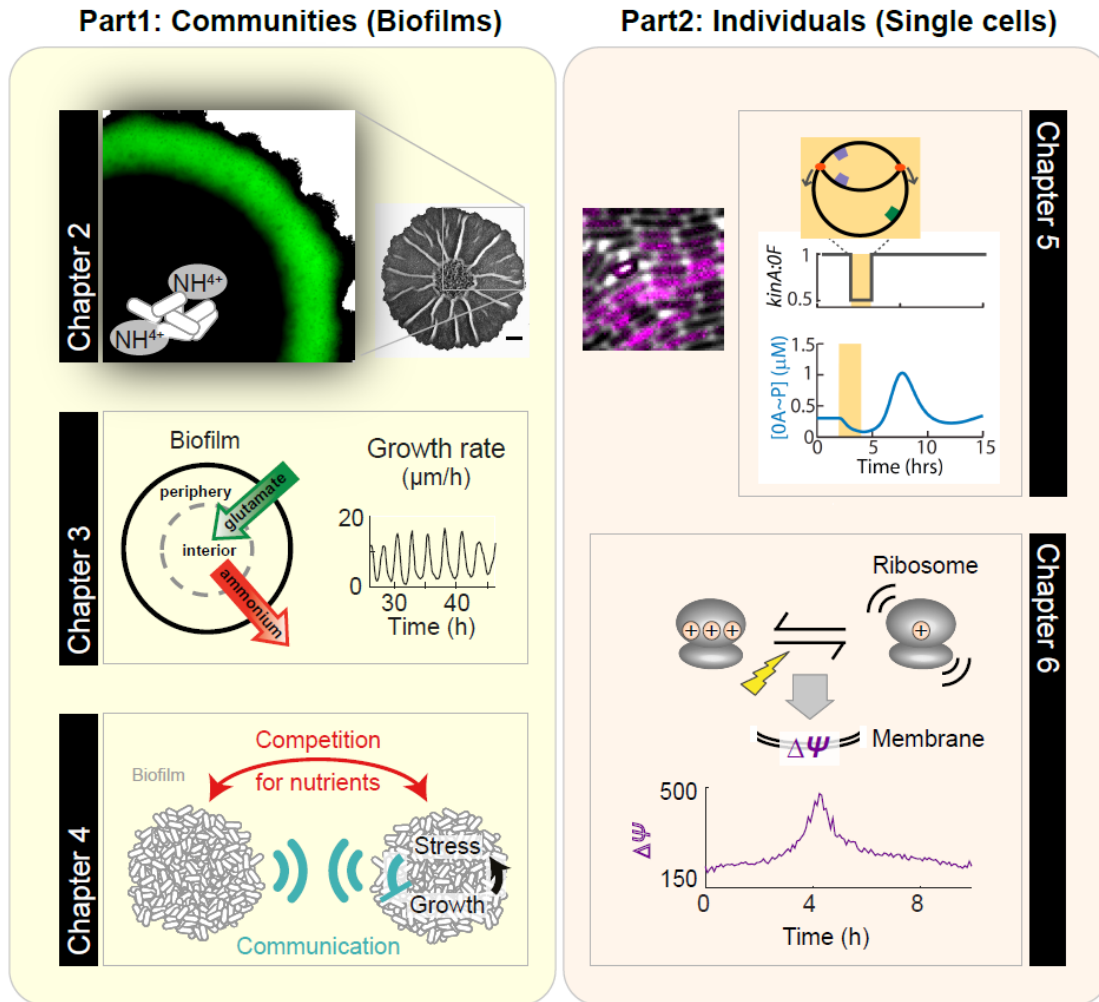 Part1: Communities (Biofilms)
Part2: Individuals (Single cells)
Chapter 2
NH4+
NH4+
Chapter 3
Biofilm
periphery
glutamate
interior
ammonium
Growth rate
(µm/h)
20
0
30
40
Time (h)
Chapter 4
Competition
for nutrients
Biofilm
Stress
Growth
Communication
Chapter 5
kinA:0F
1
0.5
[0A~P] (µM)
1.5
1
0.5
0
0
5
10
15
Time (hrs)
Chapter 6
Ribosome
+ + +
+
ΔΨ
Membrane
ΔΨ
500
150
0
4
8
Time (h)